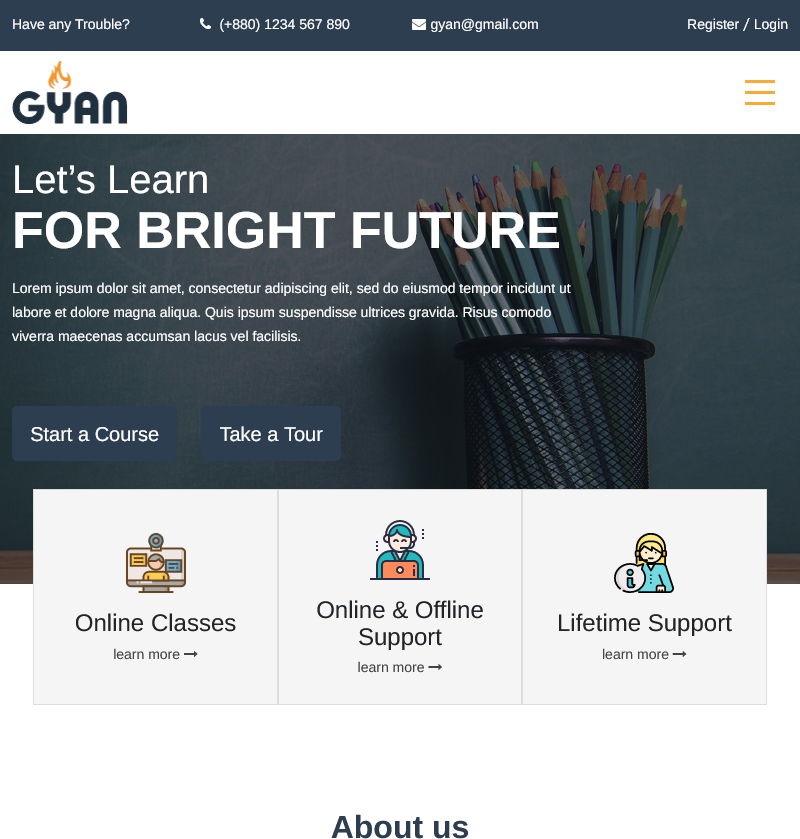 Have any Trouble?
(+880) 1234 567 890
gyan@gmail.com
Register / Login
GYAN
Let’s Learn
FOR BRIGHT FUTURE
Lorem ipsum dolor sit amet, consectetur adipiscing elit, sed do eiusmod tempor incidunt ut
labore et dolore magna aliqua. Quis ipsum suspendisse ultrices gravida. Risus comodo
viverra maecenas accumsan lacus vel facilisis.
Start a Course
Take a Tour
Online Classes
learn more
Online & Offline
Support
learn more
Lifetime Support
learn more
About us